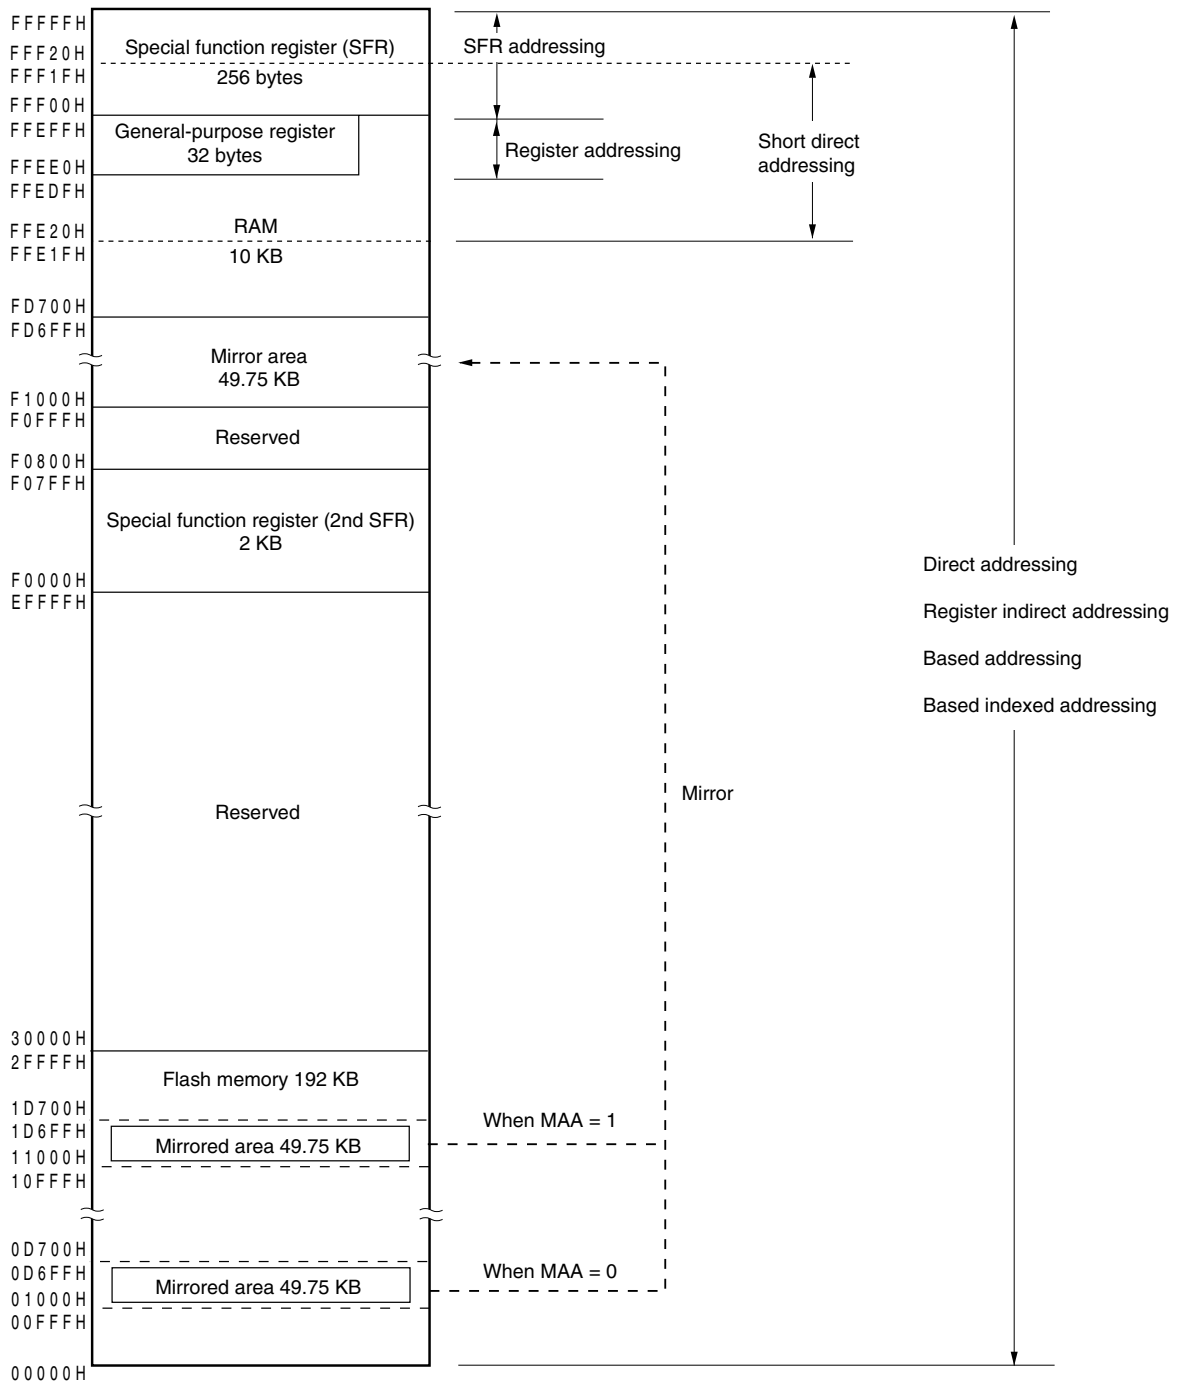 FFFFFH
FFF20H
FFF1FH
FFF00H
FFEFFH
FFEE0H
FFEDFH
FFE20H
FFE1FH
FD700H
FD6FFH
F1000H
F0FFFH
F0800H
F07FFH
F0000H
EFFFFH
30000H
2FFFFH
1D700H
1D6FFH
11000H
10FFFH
0D700H
0D6FFH
01000H
00FFFH
00000H
Special function register (SFR)
256 bytes
General-purpose register
32 bytes
RAM
10 KB
Mirror area
49.75 KB
Reserved
Special function register (2nd SFR)
2 KB
Reserved
Flash memory 192 KB
Mirrored area 49.75 KB
Mirrored area 49.75 KB
SFR addressing
Register addressing
Short direct
addressing
Mirror
When MAA = 1
When MAA = 0
Direct addressing
Register indirect addressing
Based addressing
Based indexed addressing